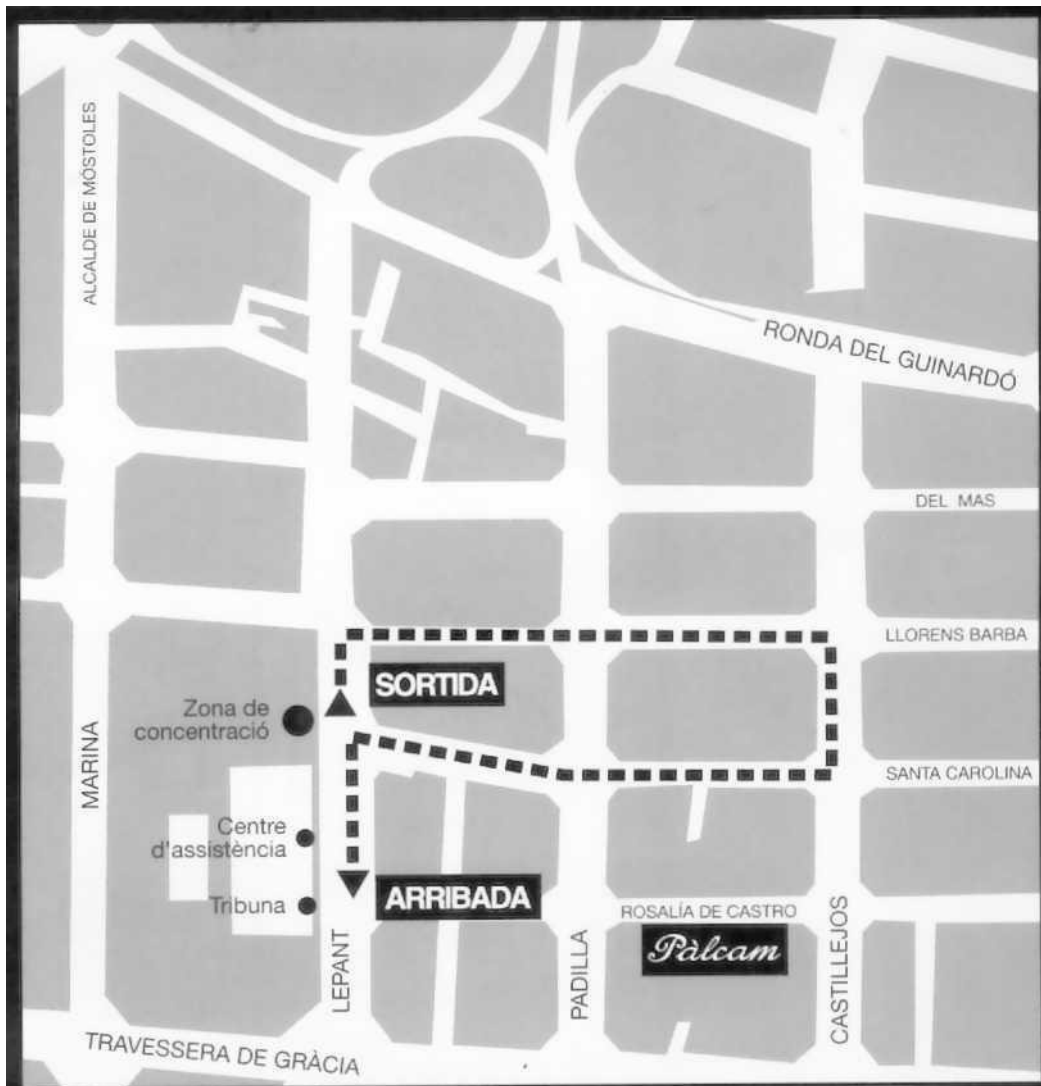 ALCALDE DE MÓSTOLES
RONDA DEL GUINARDÓ
DEL MAS
LLORENS BARBA
SORTIDA
Zona de
concentració
MARINA
SANTA CAROLINA
Centre
d'assistència
Tribuna
ARRIBADA
ROSALÍA DE CASTRO
Pàlcam
LEPANT
PADILLA
CASTILLEJOS
TRAVESSERA DE GRÀCIA